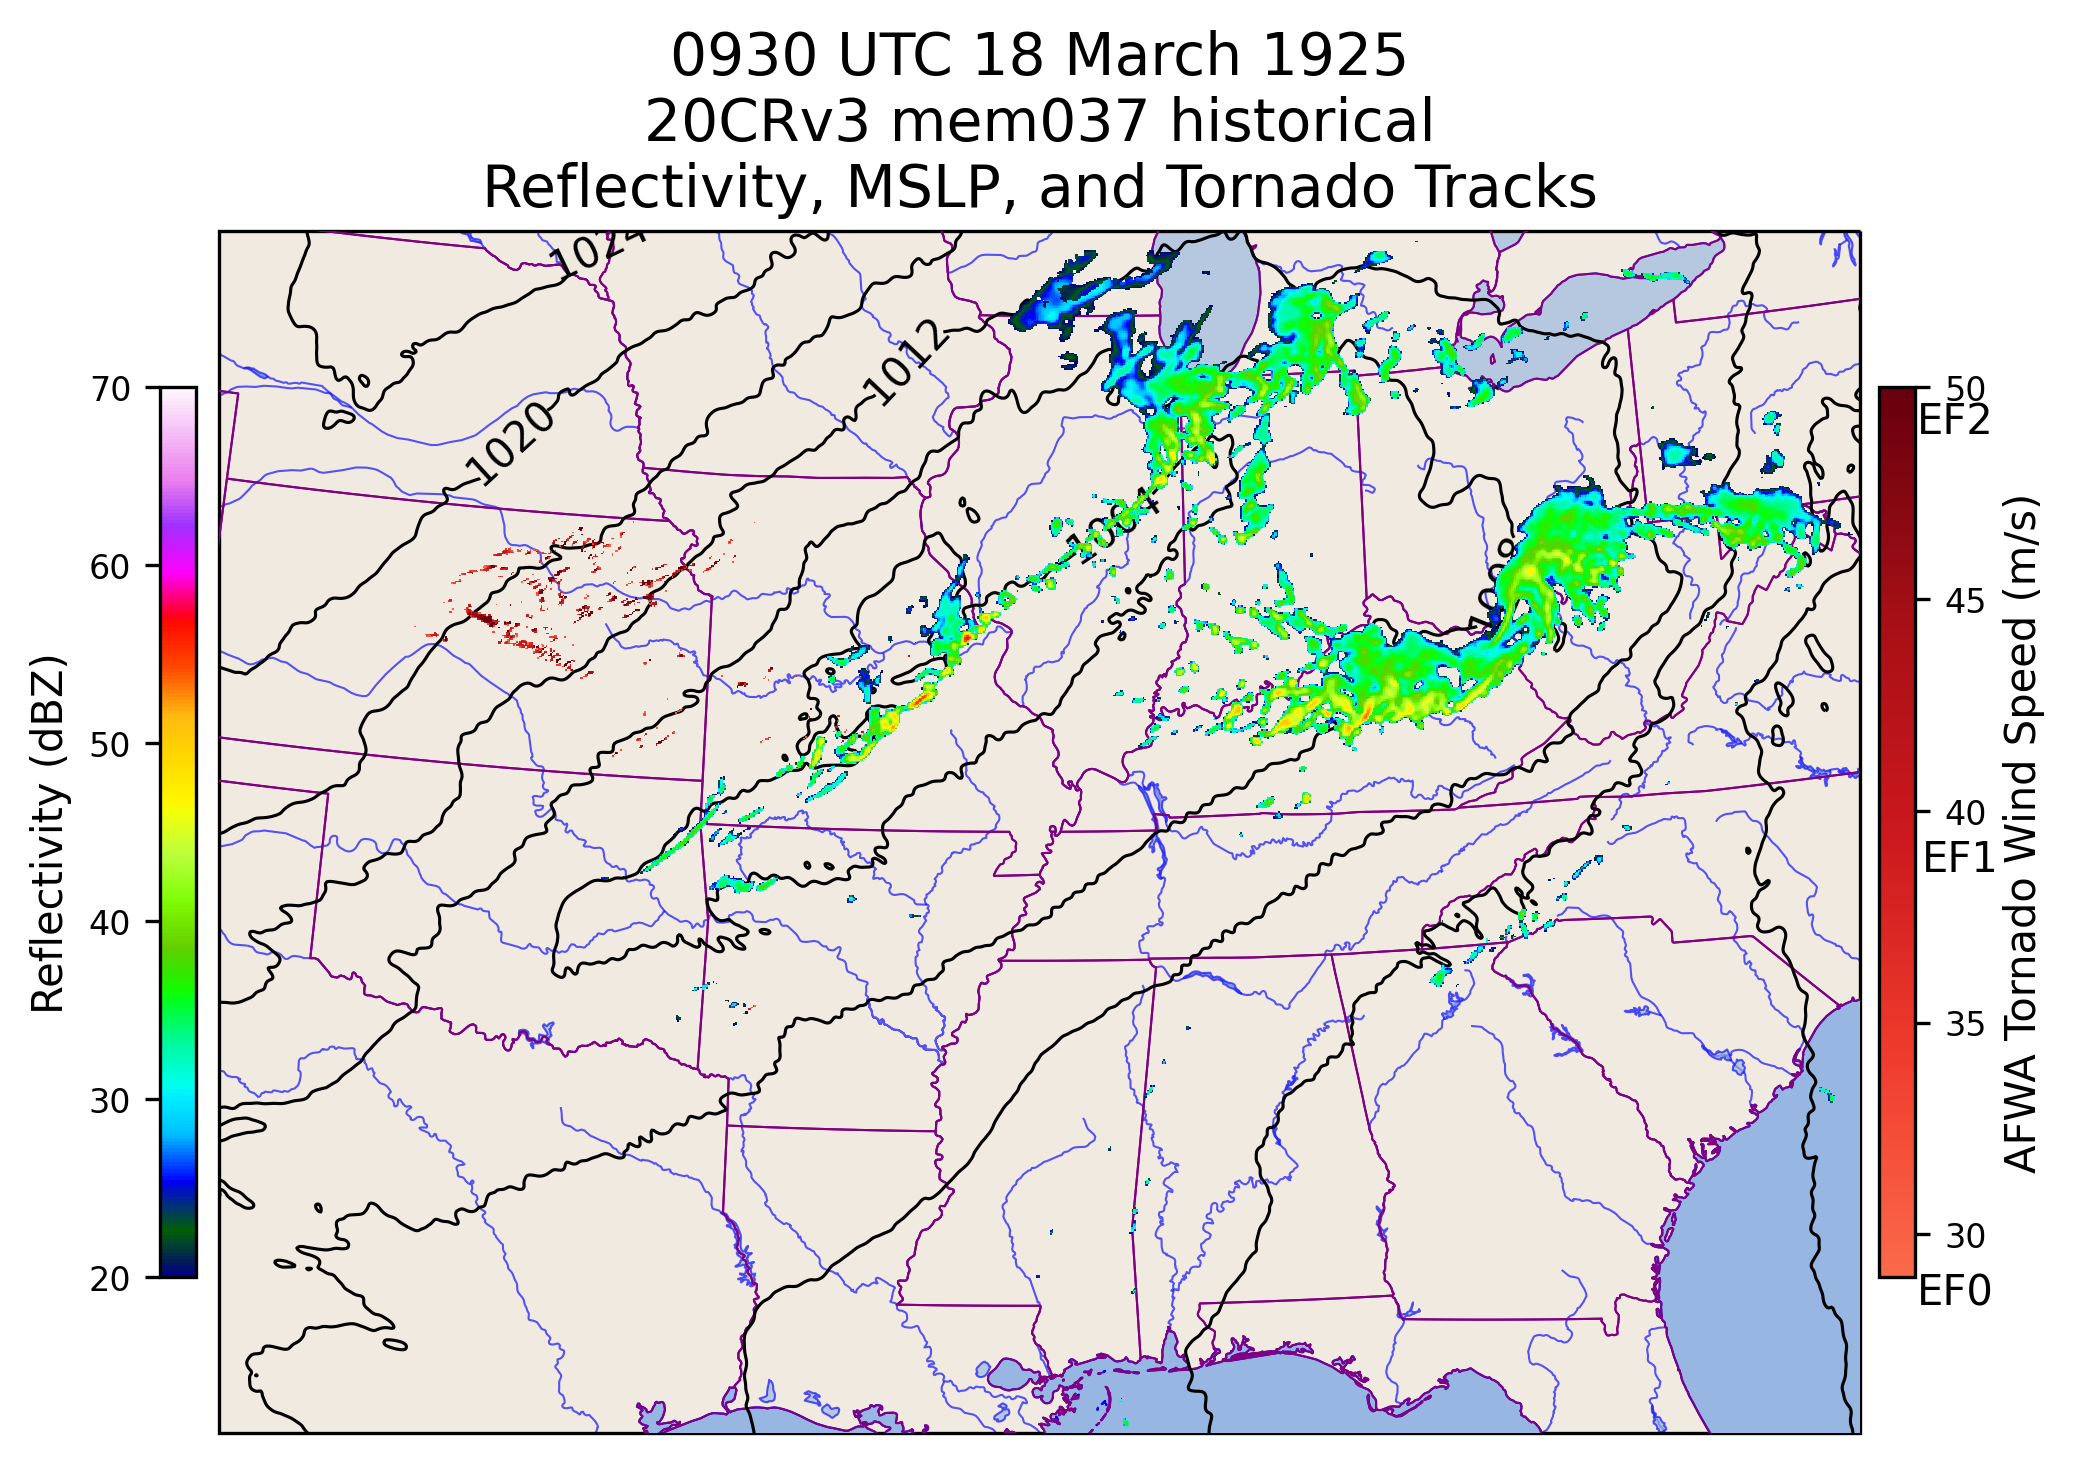 0930 UTC 18 March 1925
20CRv3 mem037 historical
Reflectivity, MSLP, and Tornado Tracks
1024
1012
1020
1004
Reflectivity (dBZ)
70
60
50
40
30
20
50
EF2
45
40
EF1
35
30
EF0
AFWA Tornado Wind Speed (m/s)